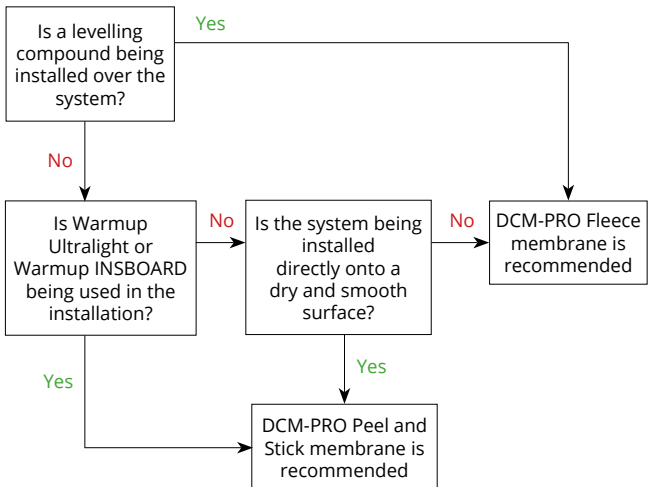 Is a levelling
compound being
installed over the
system?
Yes
No
Is Warmup
Ultralight or
Warmup INSBOARD
being used in the
installation?
No
Is the system being
installed
directly onto a
dry and smooth
surface?
No
DCM-PRO Fleece
membrane is
recommended
Yes
Yes
DCM-PRO Peel and
Stick membrane is
recommended